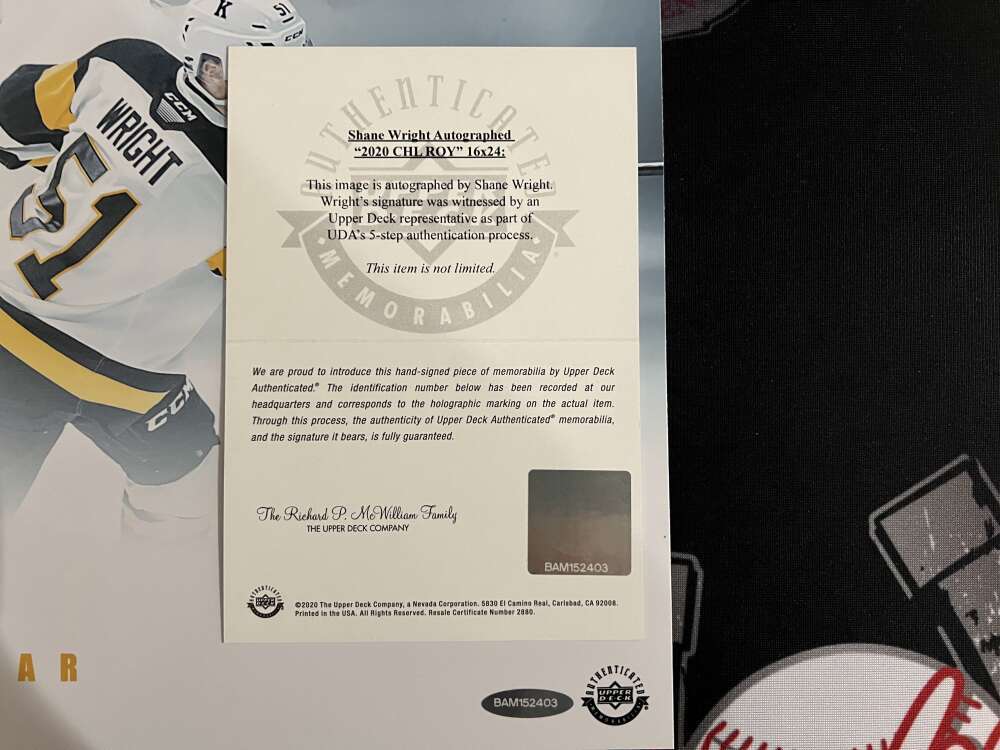 K
51
CCM
CCM
WRIGHT
51
CCM
AUTHENTICATED
Shane Wright Autographed
“2020 CHL ROY” 16x24:
This image is autographed by Shane Wright.
Wright’s signature was witnessed by an
Upper Deck representative as part of
UDA’s 5-step authentication process.
This item is not limited.
MEMORABILIA
We are proud to introduce this hand-signed piece of memorabilia by Upper Deck
Authenticated.® The identification number below has been recorded at our
headquarters and corresponds to the holographic marking on the actual item.
Through this process, the authenticity of Upper Deck Authenticated® memorabilia,
and the signature it bears, is fully guaranteed.
The Richard P. McWilliam Family
THE UPPER DECK COMPANY
BAM152403
©2020 The Upper Deck Company, a Nevada Corporation. 5830 El Camino Real, Carlsbad, CA 92008.
Printed in the USA. All Rights Reserved. Resale Certificate Number 2880.
AR
BAM152403
AUTHENTICATED
UPPER
DECK
MEMORABILIA